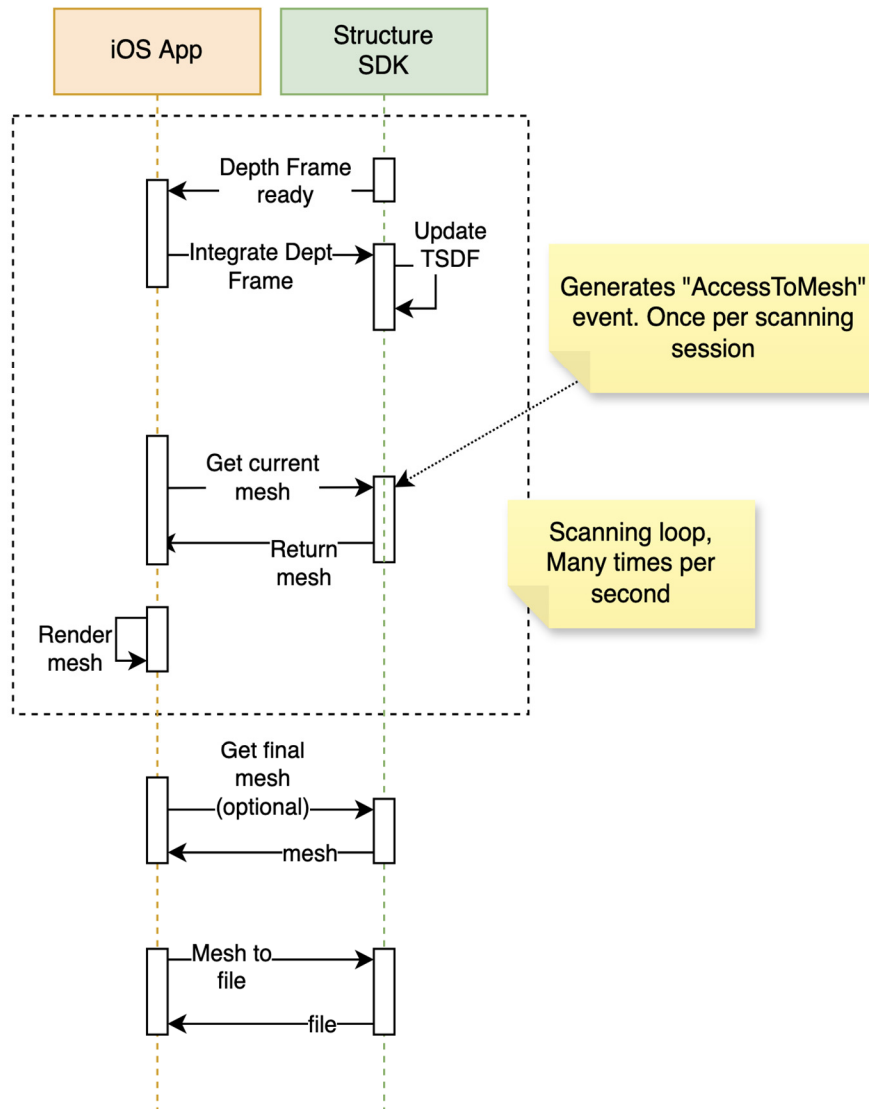 iOS App
Structure
SDK
Depth Frame
ready
Integrate Dept
Frame
Update
TSDF
Generates "AccessToMesh"
event. Once per scanning
session
Get current
mesh
Return
mesh
Scanning loop,
Many times per
second
Render
mesh
Get final
mesh
(optional)
mesh
Mesh to
file
file